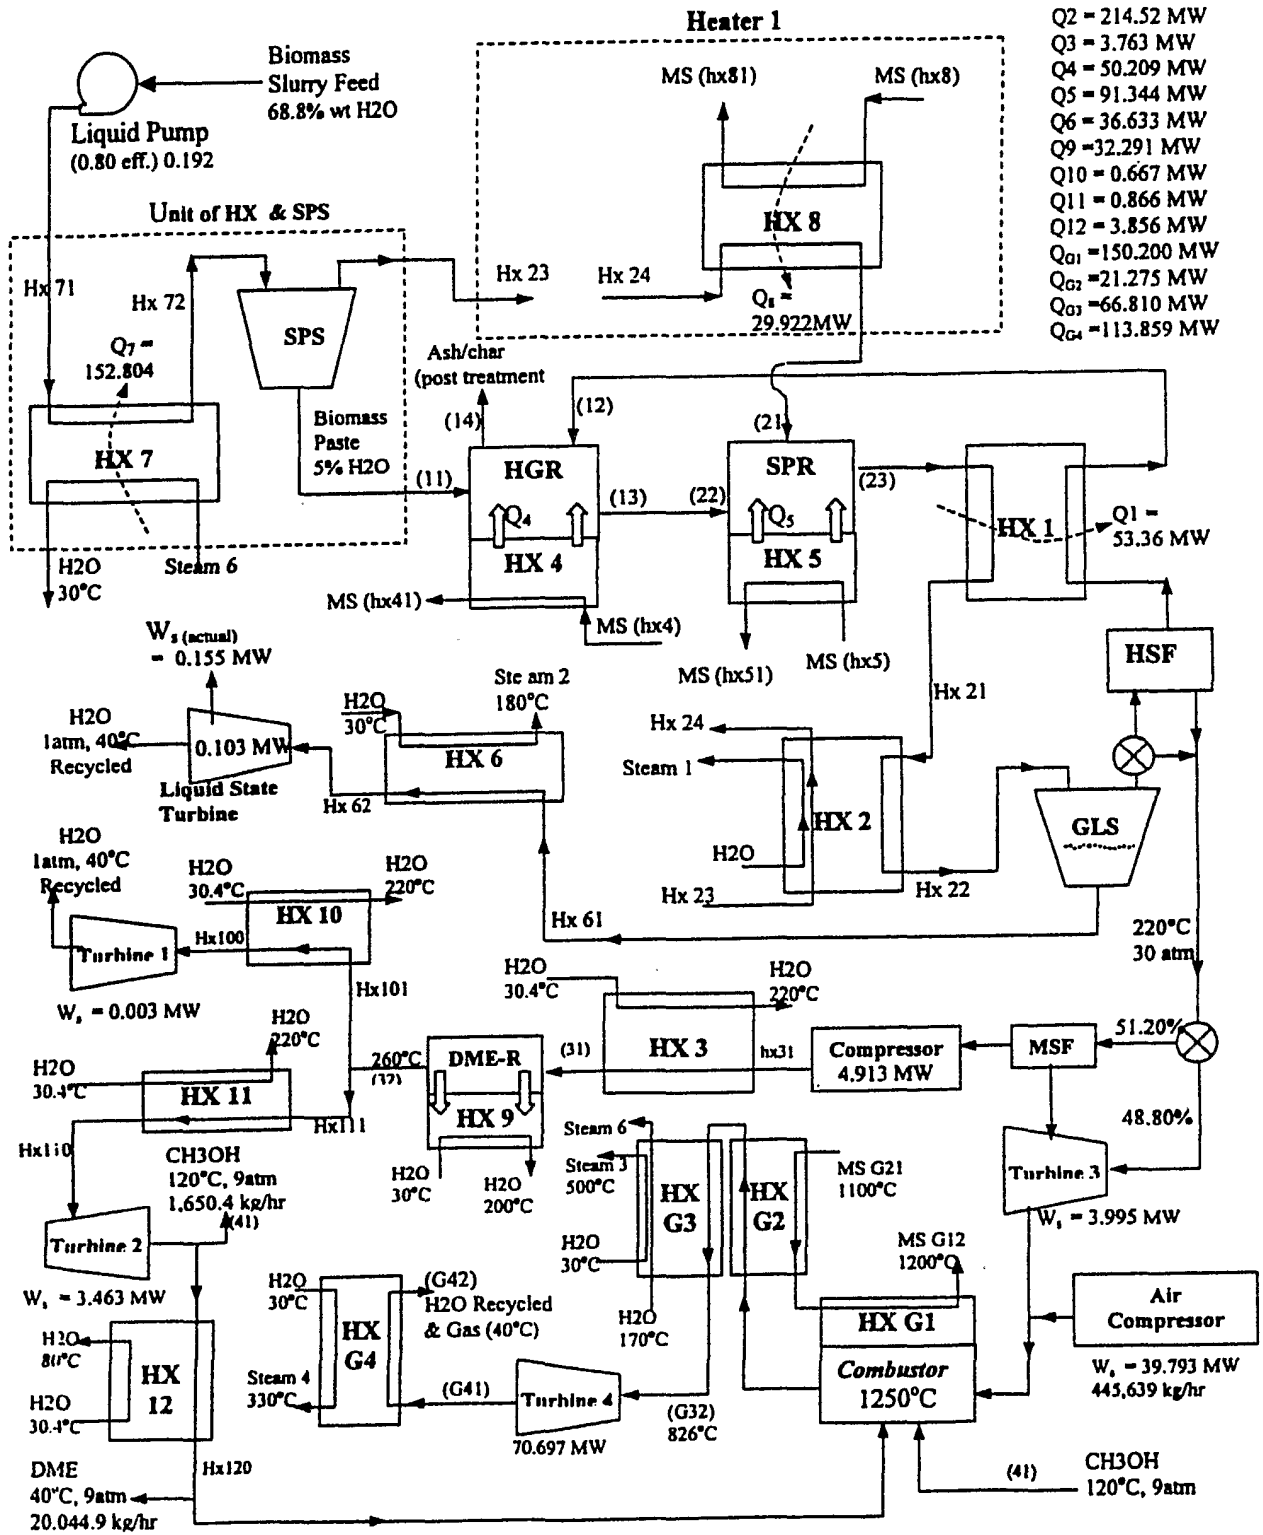 Heater 1
Q2 = 214.52 MW
Q3 = 3.763 MW
Q4 = 50.209 MW
Q5 = 91.344 MW
Q6 = 36.633 MW
Q9 =32.291 MW
Q10 = 0.667 MW
Q11 = 0.866 MW
Q12 = 3.856 MW
QG1 =150.200 MW
QG2 =21.275 MW
QG3 =66.810 MW
QG4 =113.859 MW
Biomass
Slurry Feed
68.8% wt H2O
Liquid Pump
(0.80 eff.) 0.192
MS (hx81)
MS (hx8)
HX 8
Q8 =
29.922MW
Hx 23
Hx 24
Unit of HX & SPS
Hx 71
Hx 72
SPS
Q7 =
152.804
HX 7
Biomass
Paste
5% H2O
H2O
30°C
Steam 6
Ash/char
(post treatment
(14)
(12)
(11)
HGR
Q4
HX 4
(13)
(22)
(21)
SPR
Q5
HX 5
(23)
HX 1
Q1 =
53.36 MW
MS (hx41)
MS (hx4)
MS (hx51)
MS (hx5)
HSF
Ws (actual)
= 0.155 MW
H2O
1atm, 40°C
Recycled
0.103 MW
Liquid State
Turbine
H2O
30°C
Ste am 2
180°C
HX 6
Hx 62
Hx 61
Hx 21
Hx 24
Steam 1
HX 2
H2O
Hx 23
Hx 22
GLS
220°C
30 atm
H2O
1atm, 40°C
Recycled
H2O
30.4°C
H2O
220°C
HX 10
Turbine 1
Hx100
Hx101
Ws = 0.003 MW
H2O
30.4°C
H2O
220°C
HX 3
(31)
hx31
Compressor
4.913 MW
MSF
51.20%
48.80%
H2O
220°C
H2O
30.4°C
HX 11
Hx111
Hx110
260°C
(32)
DME-R
HX 9
H2O
30°C
H2O
200°C
CH3OH
120°C, 9atm
1,650.4 kg/hr
(41)
Turbine 2
Ws = 3.463 MW
Steam 6
Steam 3
500°C
HX
G3
HX
G2
MS G21
1100°C
H2O
30°C
H2O
170°C
Turbine 3
Ws = 3.995 MW
MS G12
1200°C
HX G1
Combustor
1250°C
Air
Compressor
Ws = 39.793 MW
445,639 kg/hr
H2O
30°C
HX
G4
(G42)
H2O Recycled
& Gas (40°C)
Steam 4
330°C
(G41)
Turbine 4
70.697 MW
(G32)
826°C
H2O
80°C
H2O
30.4°C
HX
12
Hx120
DME
40°C, 9atm
20.044.9 kg/hr
(41)
CH3OH
120°C, 9atm